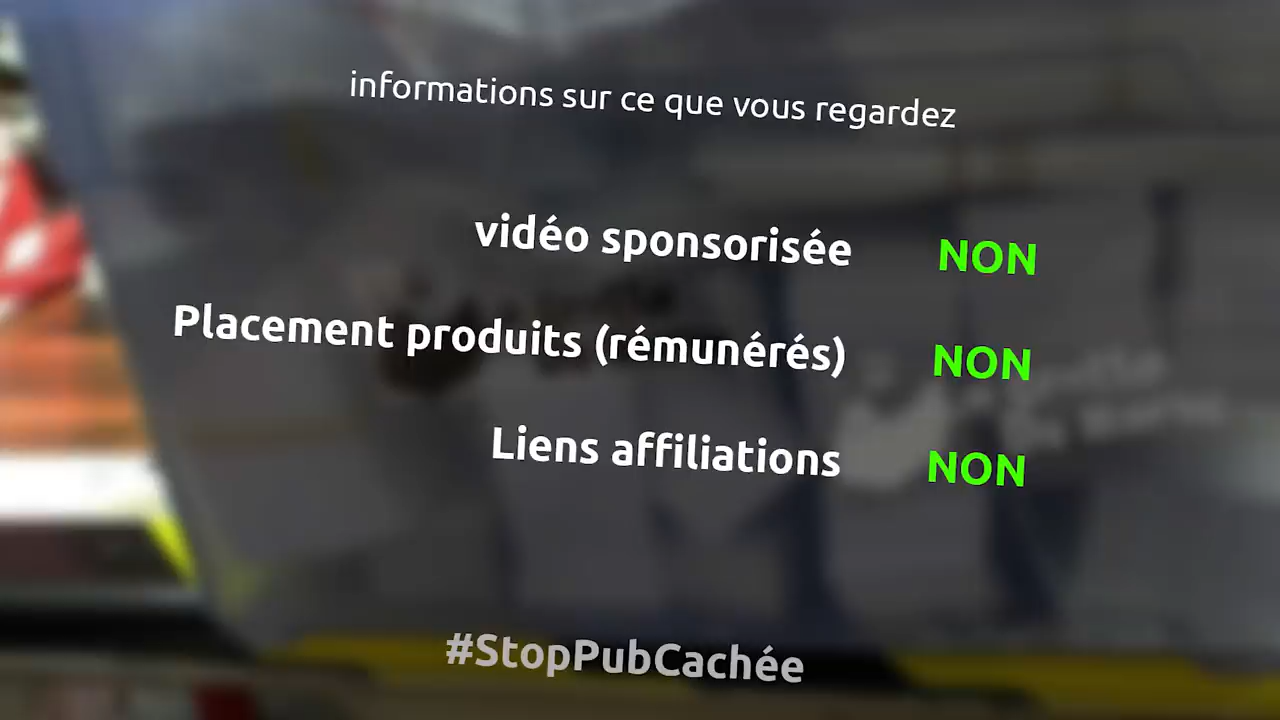 informations sur ce que vous regardez
vidéo sponsorisée NON
Placement produits (rémunérés) NON
Liens affiliations NON
#StopPubCachée